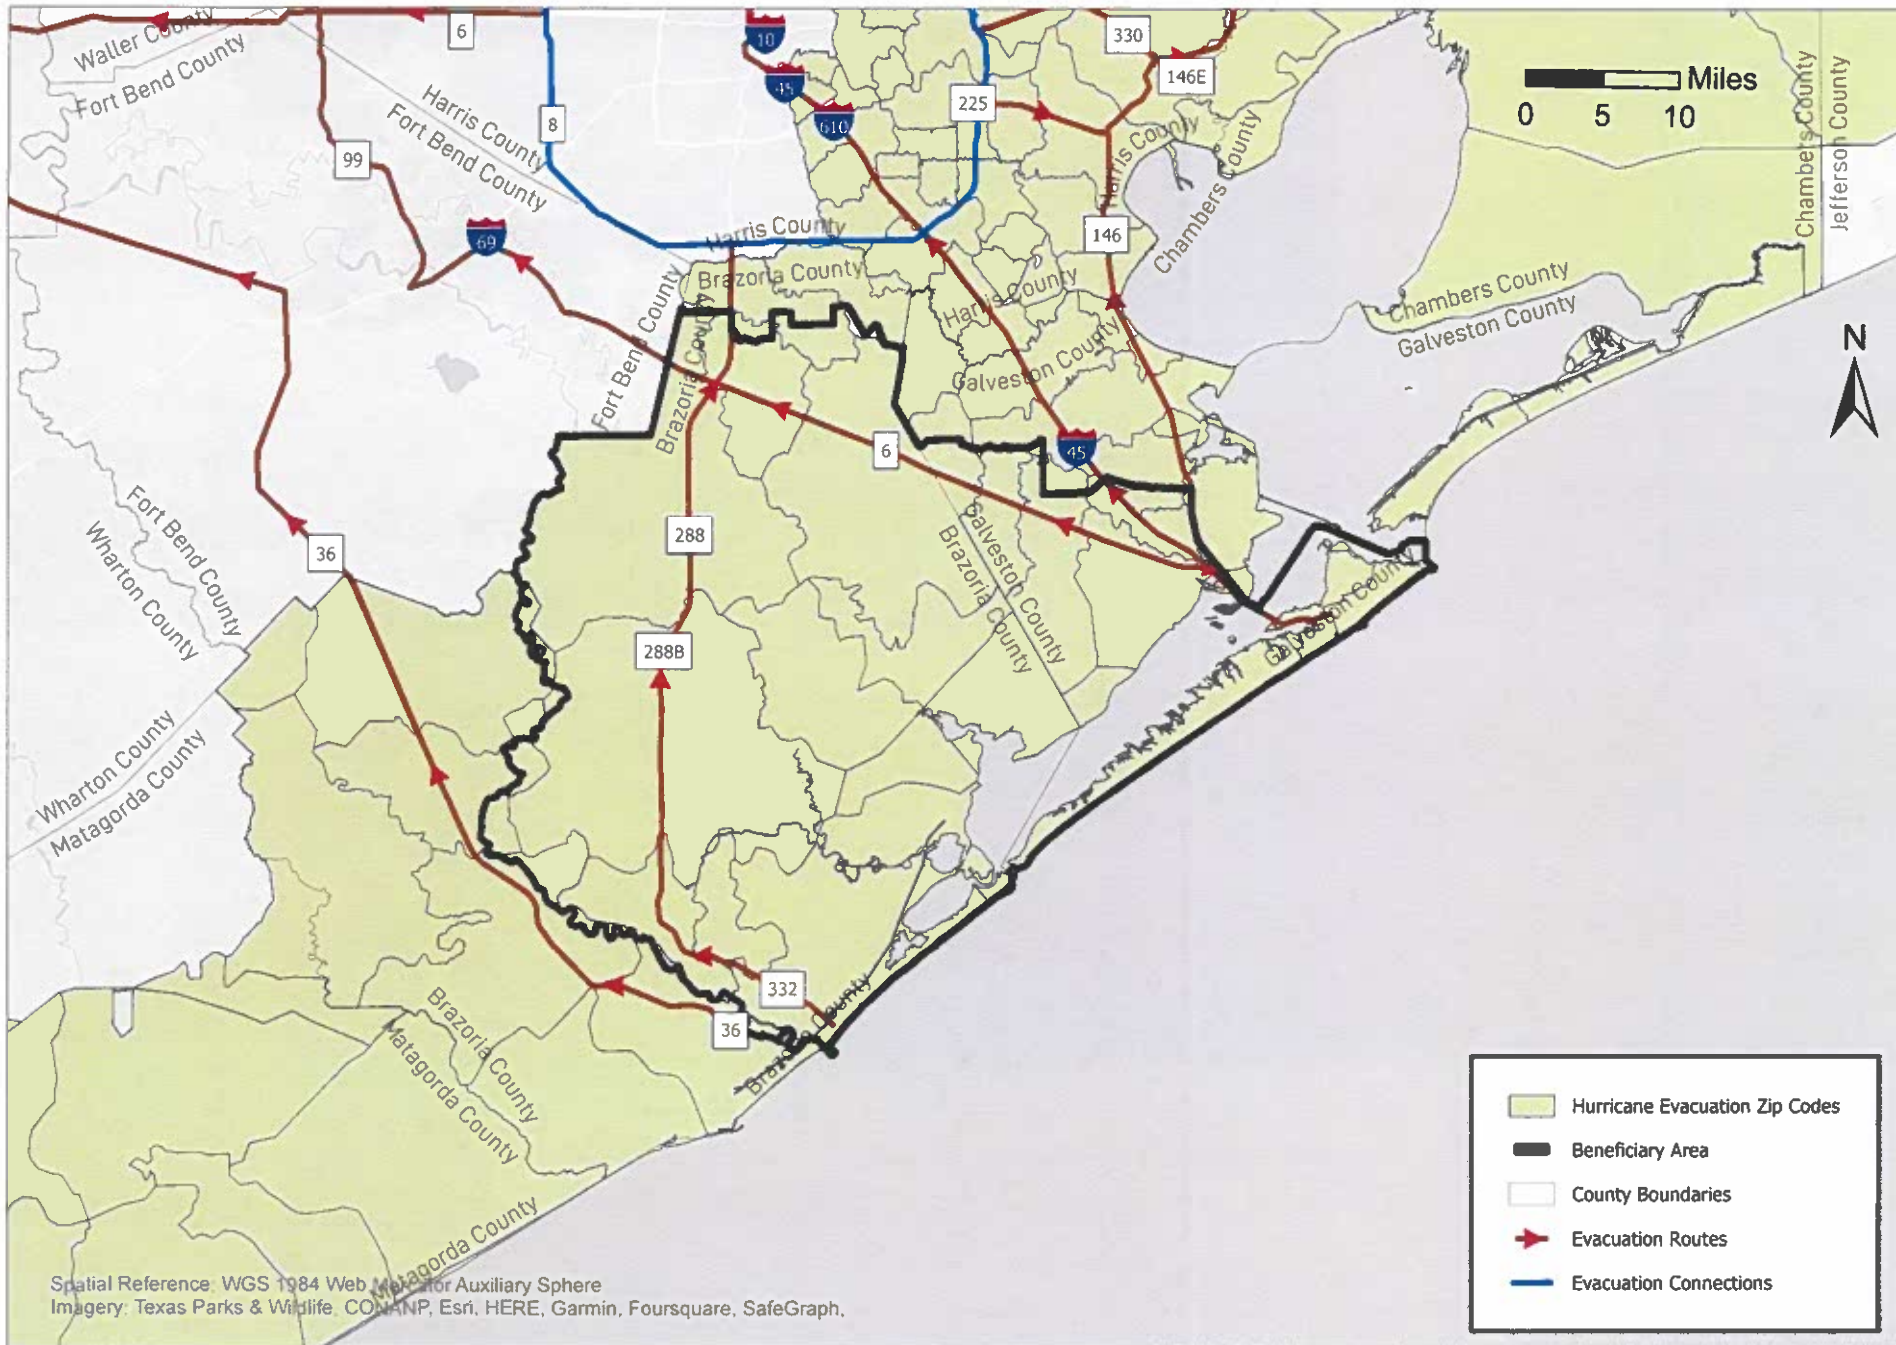 Waller County
Fort Bend County
6
10
330
146E
45
610
225
Miles
0 5 10
Chambers County
Jefferson County
Harris County
Fort Bend County
8
99
Harris County
Chambers County
146
69
Harris County
Brazoria County
Harris County
Fort Bend County
Brazoria County
Galveston County
Chambers County
Galveston County
N
6
45
Fort Bend County
Wharton County
36
288
Galveston County
Brazoria County
288B
Galveston County
Wharton County
Matagorda County
332
36
Brazoria County
Brazoria County
Matagorda County
Matagorda County
Hurricane Evacuation Zip Codes
Beneficiary Area
County Boundaries
Evacuation Routes
Evacuation Connections
Spatial Reference: WGS 1984 Web Mercator Auxiliary Sphere
Imagery: Texas Parks & Wildlife, CONANP, Esri, HERE, Garmin, Foursquare, SafeGraph,